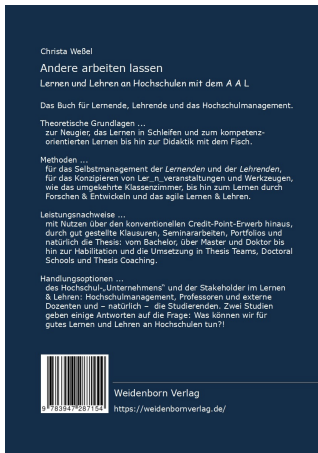 Christa Weßel
Andere arbeiten lassen
Lernen und Lehren an Hochschulen mit dem A A L
Das Buch für Lernende, Lehrende und das Hochschulmanagement.
Theoretische Grundlagen ...
zur Neugier, das Lernen in Schleifen und zum kompetenz-
orientierten Lernen bis hin zur Didaktik mit dem Fisch.
Methoden ...
für das Selbstmanagement der Lernenden und der Lehrenden,
für das Konzipieren von Ler_n_veranstaltungen und Werkzeugen,
wie das umgekehrte Klassenzimmer, bis hin zum Lernen durch
Forschen & Entwickeln und das agile Lernen & Lehren.
Leistungsnachweise ...
mit Nutzen über den konventionellen Credit-Point-Erwerb hinaus,
durch gut gestellte Klausuren, Seminararbeiten, Portfolios und
natürlich die Thesis: vom Bachelor, über Master und Doktor bis
hin zur Habilitation und die Umsetzung in Thesis Teams, Doctoral
Schools und Thesis Coaching.
Handlungsoptionen ...
des Hochschul-„Unternehmens“ und der Stakeholder im Lernen
& Lehren: Hochschulmanagement, Professoren und externe
Dozenten und – natürlich – die Studierenden. Zwei Studien
geben einige Antworten auf die Frage: Was können wir für
gutes Lernen und Lehren an Hochschulen tun?!
Weidenborn Verlag
9 783947 287154
https://weidenbornverlag.de/